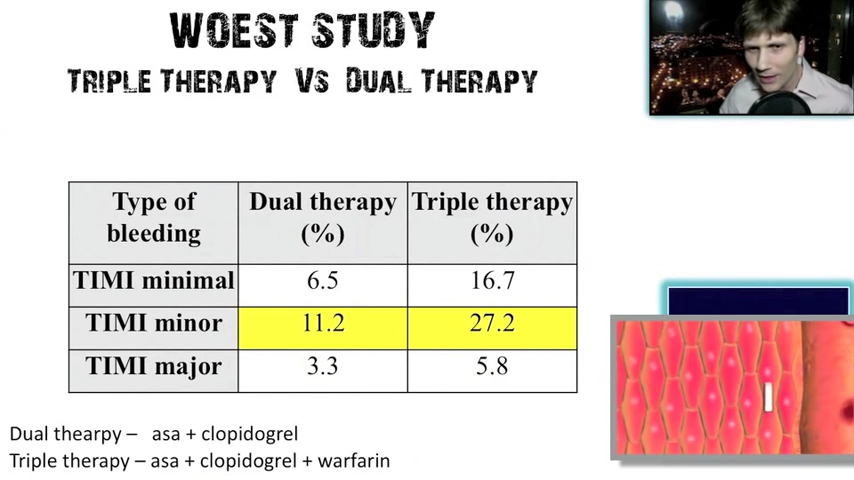 WOEST STUDY
TRIPLE THERAPY VS DUAL THERAPY
Type of bleeding Dual therapy (%) Triple therapy (%)
TIMI minimal 6.5 16.7
TIMI minor 11.2 27.2
TIMI major 3.3 5.8
Dual thearpy – asa + clopidogrel
Triple therapy – asa + clopidogrel + warfarin